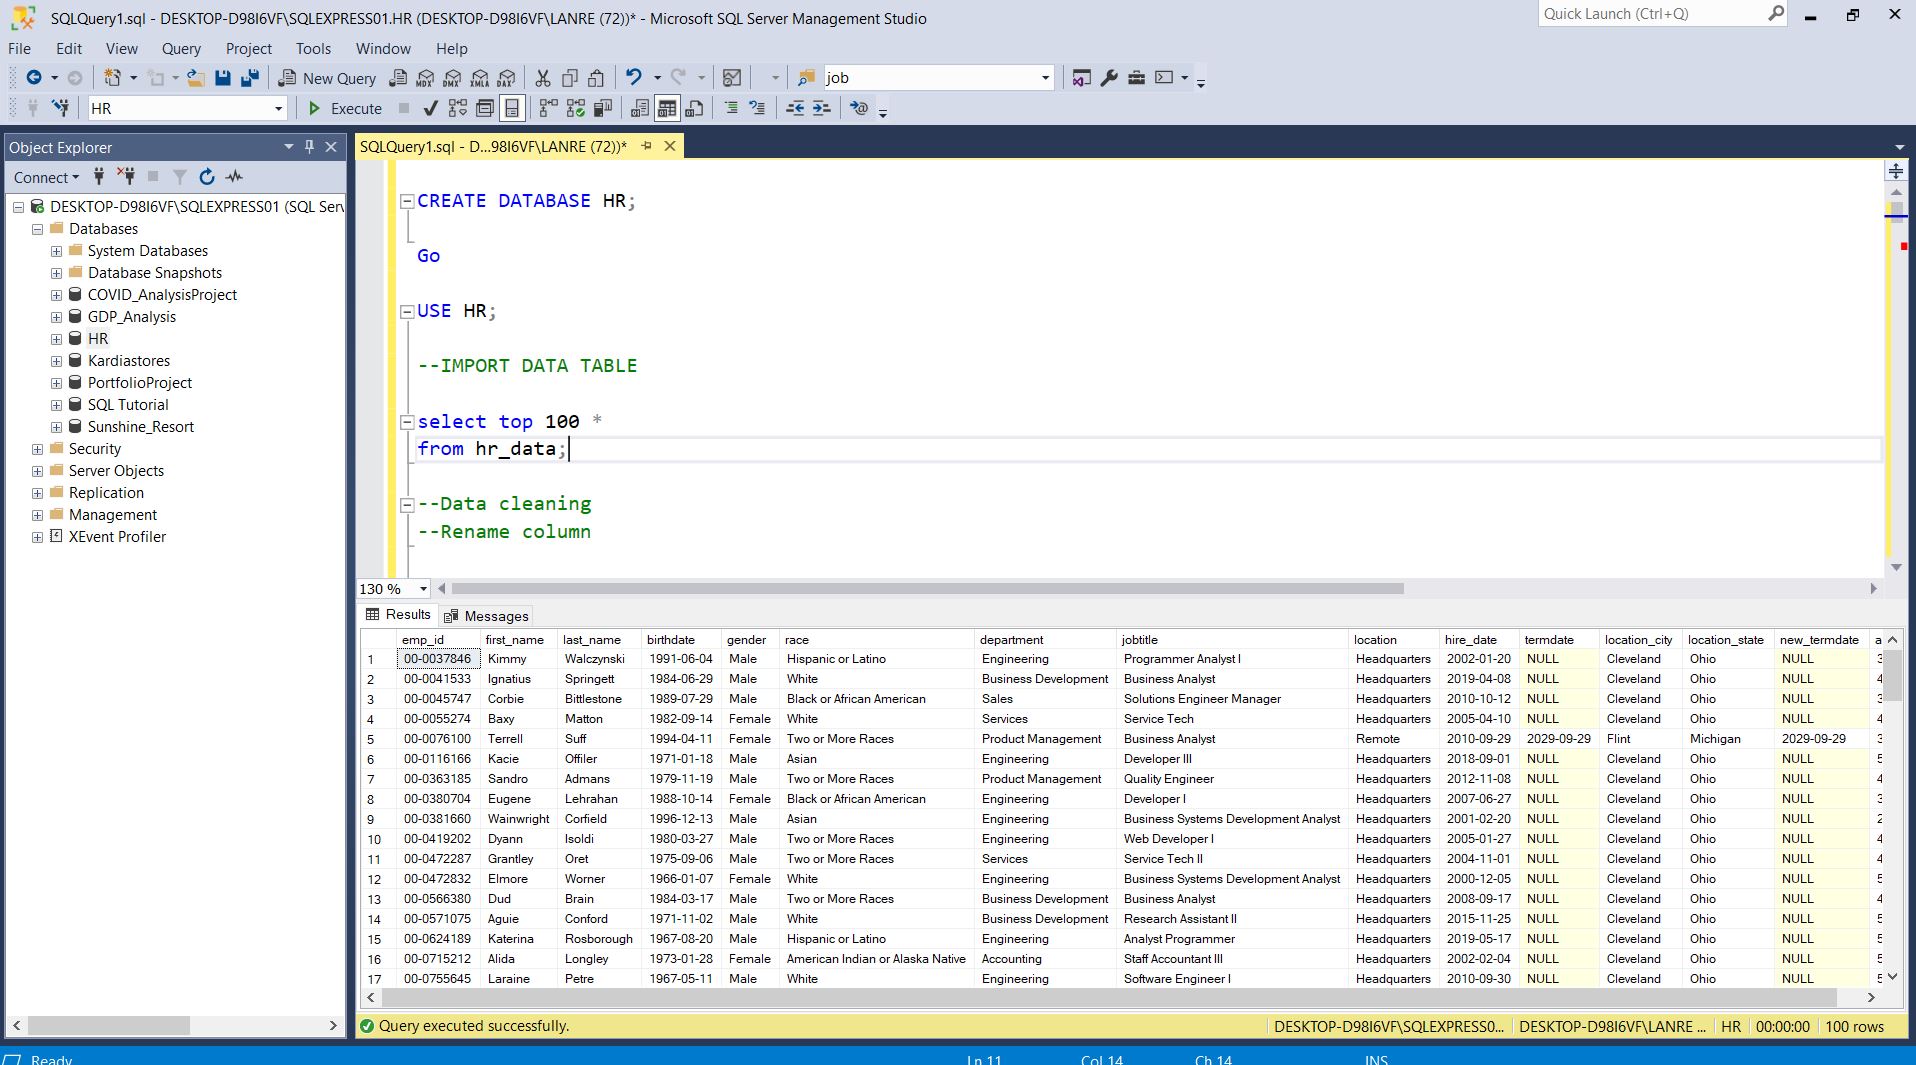 SQLQuery1.sql - DESKTOP-D98I6VF\SQLEXPRESS01.HR (DESKTOP-D98I6VF\LANRE (72))* - Microsoft SQL Server Management Studio
Quick Launch (Ctrl+Q)
File Edit View Query Project Tools Window Help
New Query MDX DMX XMLA DAX job
HR Execute
Object Explorer
Connect
DESKTOP-D98I6VF\SQLEXPRESS01 (SQL Serv
Databases
System Databases
Database Snapshots
COVID_AnalysisProject
GDP_Analysis
HR
Kardiastores
PortfolioProject
SQL Tutorial
Sunshine_Resort
Security
Server Objects
Replication
Management
XEvent Profiler
SQLQuery1.sql - D...98I6VF\LANRE (72))*
CREATE DATABASE HR;
Go
USE HR;
--IMPORT DATA TABLE
select top 100 *
from hr_data;
--Data cleaning
--Rename column
130 %
Results Messages
emp_id first_name last_name birthdate gender race department jobtitle location hire_date termdate location_city location_state new_termdate a
1 00-0037846 Kimmy Walczynski 1991-06-04 Male Hispanic or Latino Engineering Programmer Analyst I Headquarters 2002-01-20 NULL Cleveland Ohio NULL 3
2 00-0041533 Ignatius Springett 1984-06-29 Male White Business Development Business Analyst Headquarters 2019-04-08 NULL Cleveland Ohio NULL 4
3 00-0045747 Corbie Bittlestone 1989-07-29 Male Black or African American Sales Solutions Engineer Manager Headquarters 2010-10-12 NULL Cleveland Ohio NULL 3
4 00-0055274 Baxy Matton 1982-09-14 Female White Services Service Tech Headquarters 2005-04-10 NULL Cleveland Ohio NULL 4
5 00-0076100 Terrell Suff 1994-04-11 Female Two or More Races Product Management Business Analyst Remote 2010-09-29 2029-09-29 Flint Michigan 2029-09-29 3
6 00-0116166 Kacie Offiler 1971-01-18 Male Asian Engineering Developer III Headquarters 2018-09-01 NULL Cleveland Ohio NULL 5
7 00-0363185 Sandro Admans 1979-11-19 Male Two or More Races Product Management Quality Engineer Headquarters 2012-11-08 NULL Cleveland Ohio NULL 4
8 00-0380704 Eugene Lehrahan 1988-10-14 Female Black or African American Engineering Developer I Headquarters 2007-06-27 NULL Cleveland Ohio NULL 3
9 00-0381660 Wainwright Corfield 1996-12-13 Male Asian Engineering Business Systems Development Analyst Headquarters 2001-02-20 NULL Cleveland Ohio NULL 2
10 00-0419202 Dyann Isoldi 1980-03-27 Male Two or More Races Engineering Web Developer I Headquarters 2005-01-27 NULL Cleveland Ohio NULL 4
11 00-0472287 Grantley Oret 1975-09-06 Male Two or More Races Services Service Tech II Headquarters 2004-11-01 NULL Cleveland Ohio NULL 4
12 00-0472832 Elmore Worner 1966-01-07 Female White Engineering Business Systems Development Analyst Headquarters 2000-12-05 NULL Cleveland Ohio NULL 5
13 00-0566380 Dud Brain 1984-03-17 Male Two or More Races Business Development Business Analyst Headquarters 2008-09-17 NULL Cleveland Ohio NULL 4
14 00-0571075 Aguie Conford 1971-11-02 Male White Business Development Research Assistant II Headquarters 2015-11-25 NULL Cleveland Ohio NULL 5
15 00-0624189 Katerina Rosborough 1967-08-20 Male Hispanic or Latino Engineering Analyst Programmer Headquarters 2019-05-17 NULL Cleveland Ohio NULL 5
16 00-0715212 Alida Longley 1973-01-28 Female American Indian or Alaska Native Accounting Staff Accountant III Headquarters 2002-02-04 NULL Cleveland Ohio NULL 5
17 00-0755645 Laraine Petre 1967-05-11 Male White Engineering Software Engineer I Headquarters 2010-09-30 NULL Cleveland Ohio NULL 5
Query executed successfully. DESKTOP-D98I6VF\SQLEXPRESS0... DESKTOP-D98I6VF\LANRE ... HR 00:00:00 100 rows
Ready Ln 11 Col 14 Ch 14 INS